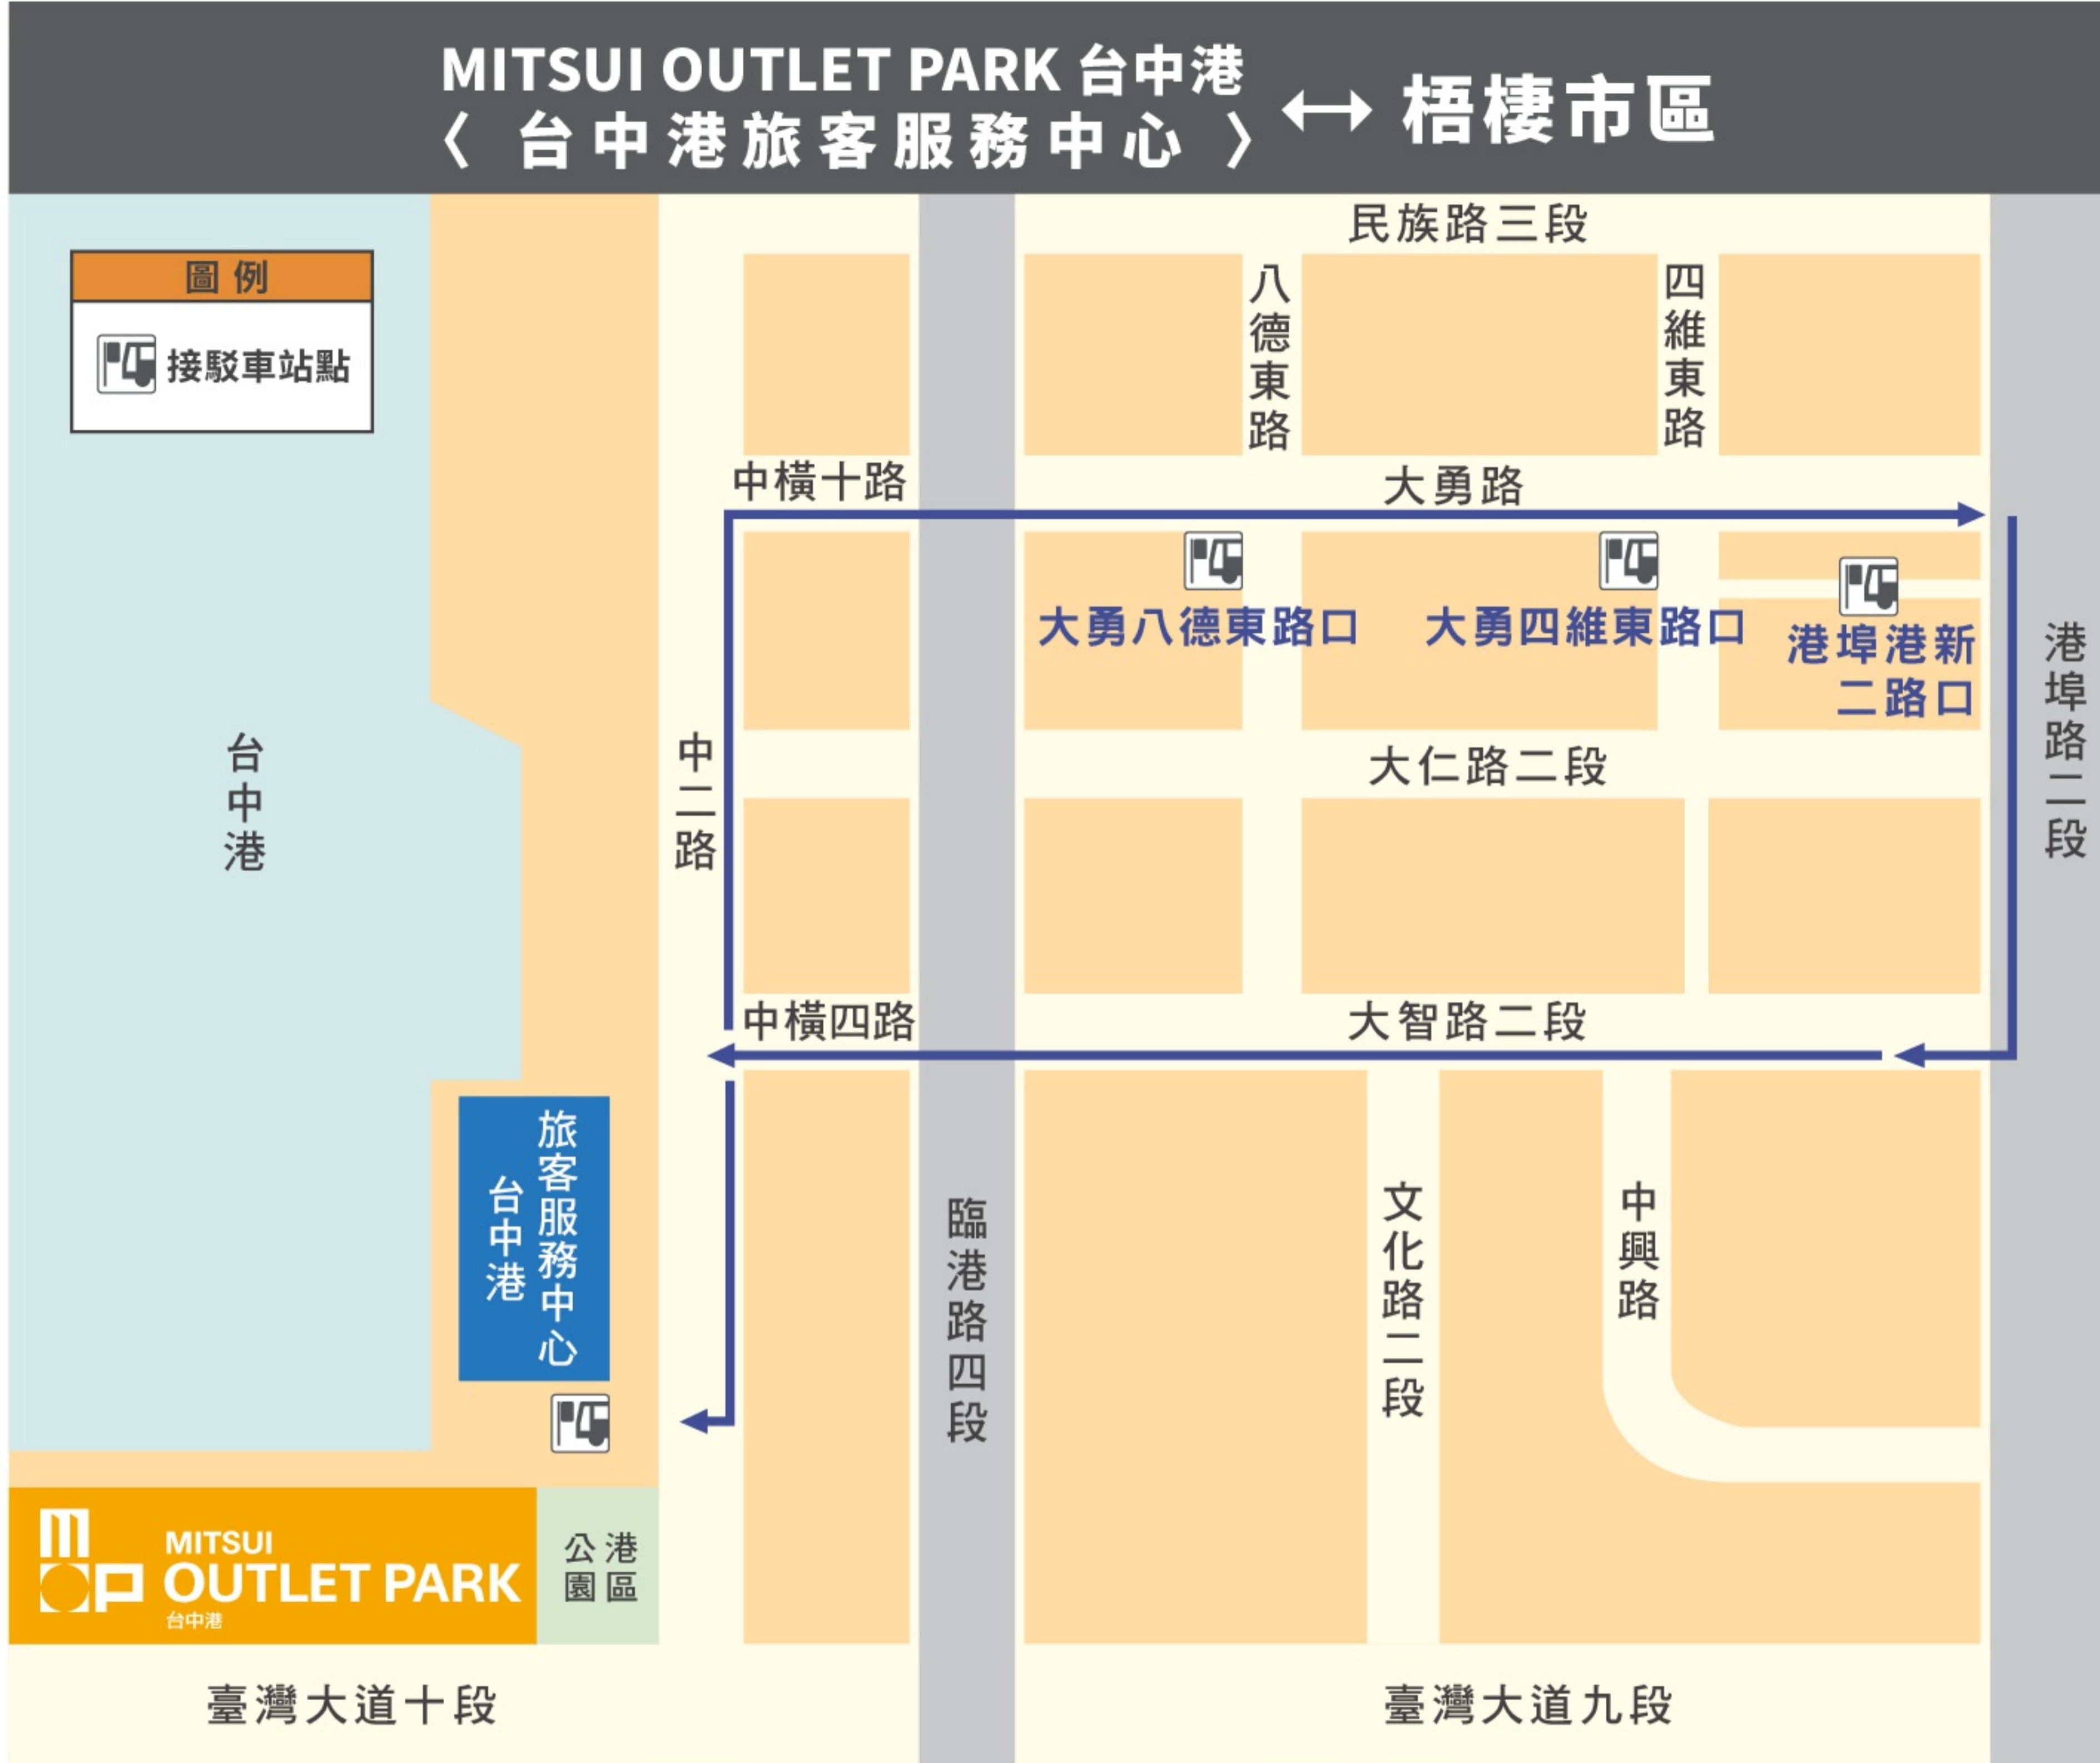 MITSUI OUTLET PARK 台中港
〈 台中港旅客服務中心 〉
↔ 梧棲市區
圖例
接駁車站點
民族路三段
八德東路
四維東路
中橫十路
大勇路
大勇八德東路口
大勇四維東路口
港埠港新
二路口
港埠路二段
台中港
中二路
大仁路二段
中橫四路
大智路二段
台中港
旅客服務中心
臨港路四段
文化路二段
中興路
MITSUI
OUTLET PARK
台中港
港區
公園
臺灣大道十段
臺灣大道九段